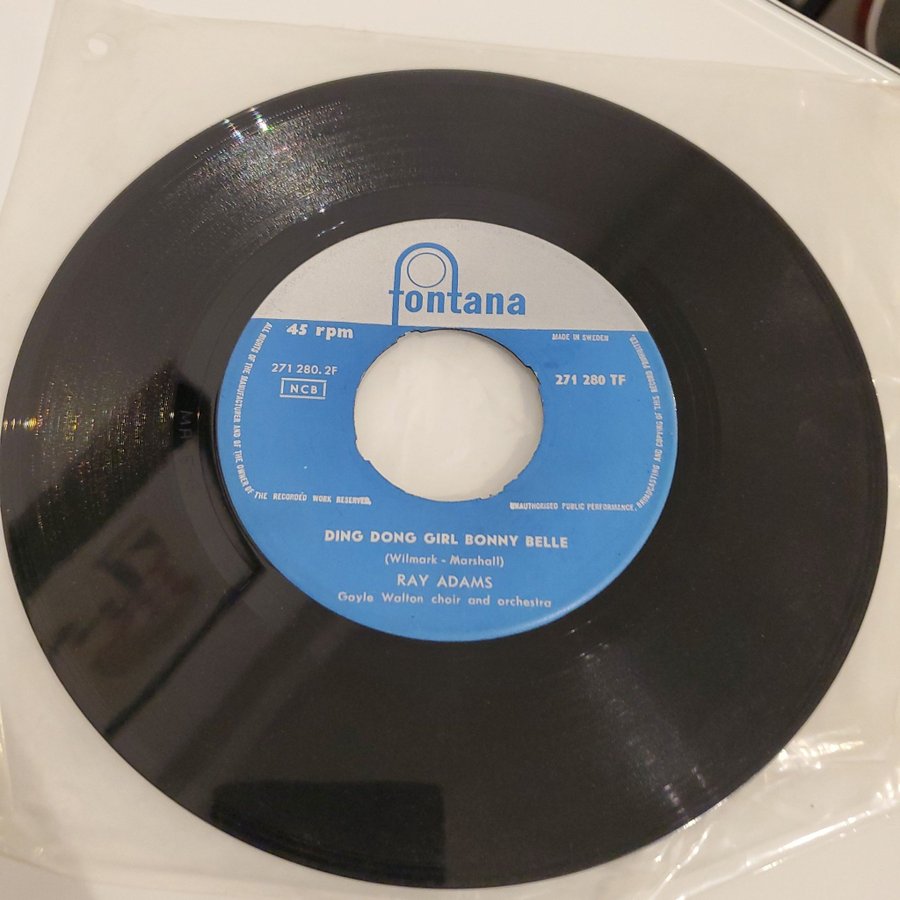 fontana
45 rpm
MADE IN SWEDEN
271 280. 2F
NCB
271 280 TF
ALL RIGHTS OF THE MANUFACTURER AND OF THE OWNER OF THE RECORDED WORK RESERVED.
UNAUTHORISED PUBLIC PERFORMANCE, BROADCASTING AND COPYING OF THIS RECORD PROHIBITED.
DING DONG GIRL BONNY BELLE
(Wilmark - Marshall)
RAY ADAMS
Gayle Walton choir and orchestra